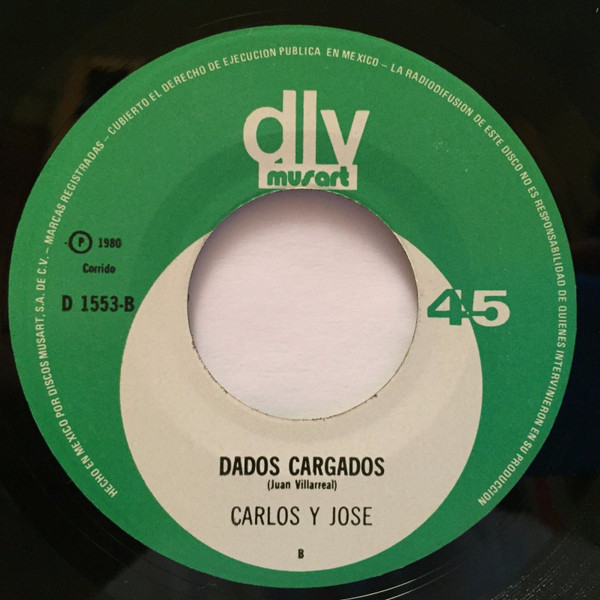 HECHO EN MEXICO POR DISCOS MUSART, S.A. DE C.V. – MARCAS REGISTRADAS – CUBIERTO EL DERECHO DE EJECUCION PUBLICA EN MEXICO – LA RADIODIFUSION DE ESTE DISCO NO ES RESPONSABILIDAD DE QUIENES INTERVINIERON EN SU PRODUCCION
dlv
musart
Ⓟ 1980
Corrido
D 1553-B
45
DADOS CARGADOS
(Juan Villarreal)
CARLOS Y JOSE
B